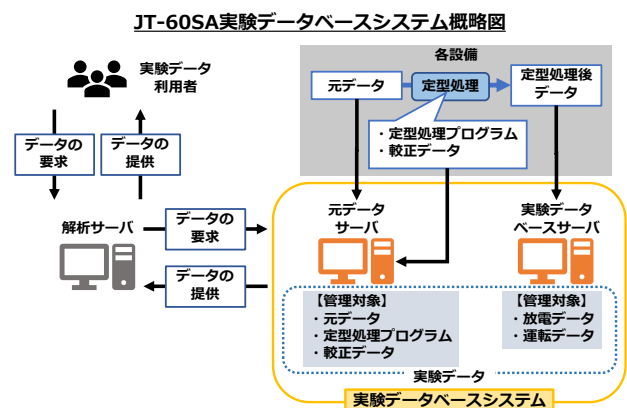 JT-60SA実験データベースシステム概略図
各設備
実験データ
利用者
元データ
定型処理
定型処理後
データ
・定型処理プログラム
・較正データ
データの
要求
データの
提供
解析サーバ
データの
要求
データの
提供
元データ
サーバ
実験データ
ベースサーバ
【管理対象】
・元データ
・定型処理プログラム
・較正データ
【管理対象】
・放電データ
・運転データ
実験データ
実験データベースシステム